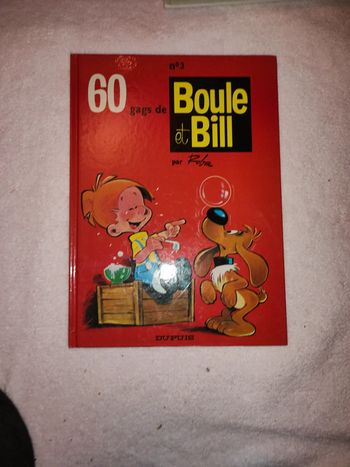 n°3
60 gags de
Boule
et Bill
par Roba
DUPUIS